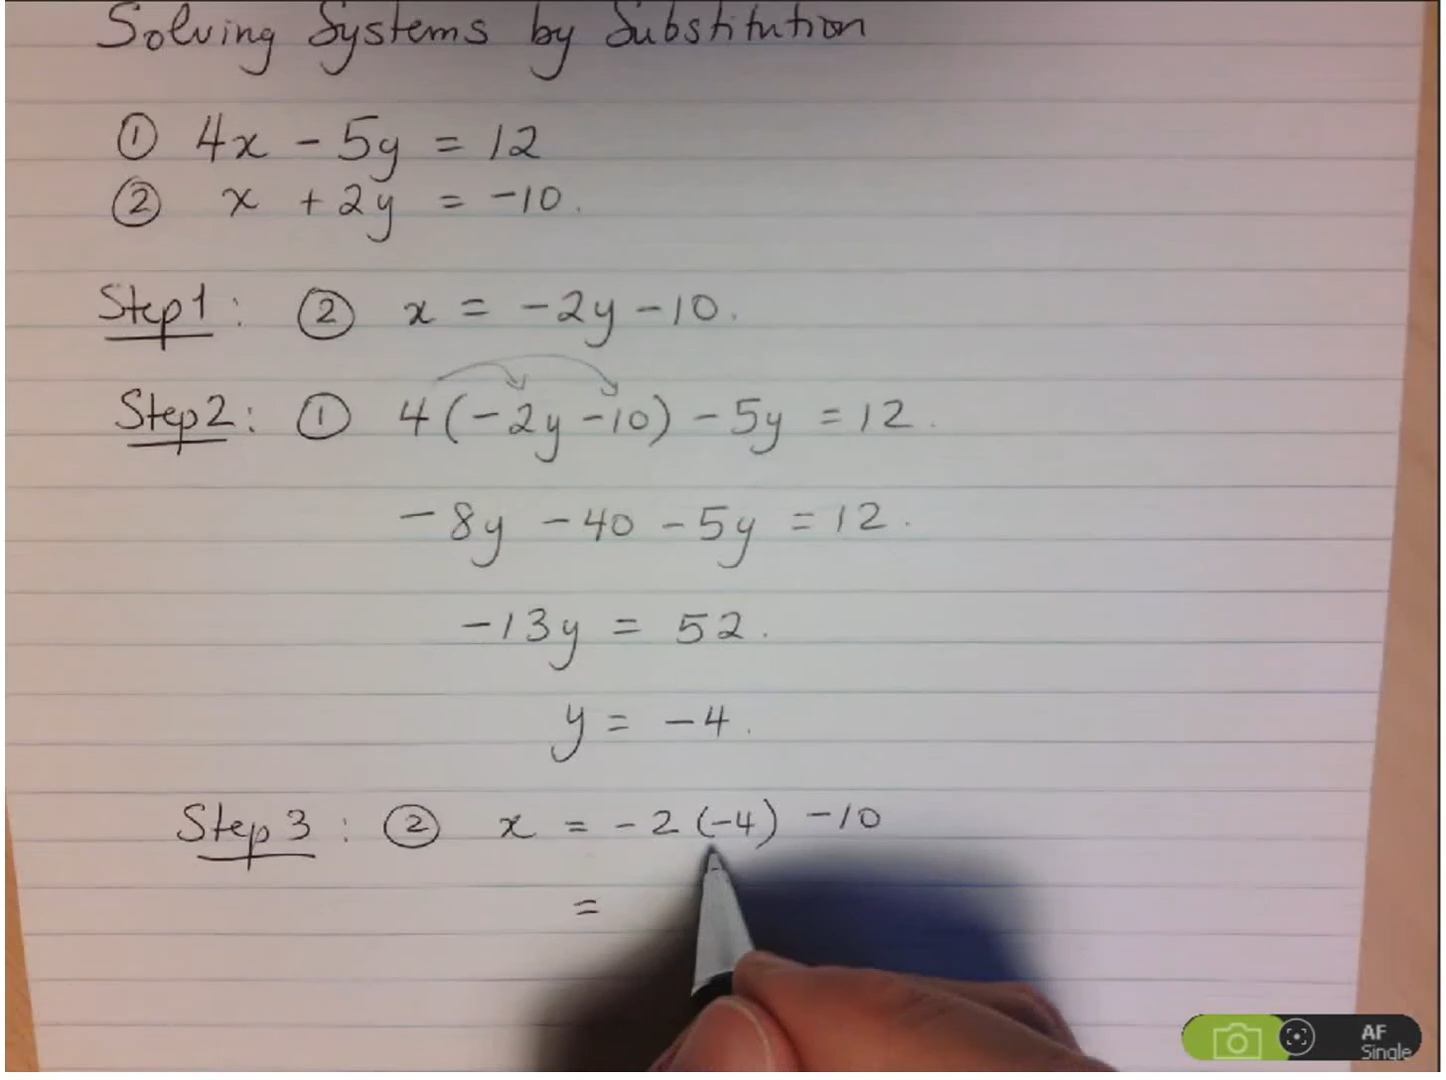 Solving Systems by Substitution
① 4x - 5y = 12
② x + 2y = -10.
Step 1: ② x = -2y - 10.
Step 2: ① 4(-2y - 10) - 5y = 12.
-8y - 40 - 5y = 12.
-13y = 52.
y = -4.
Step 3: ② x = -2(-4) - 10
=
AF
Single